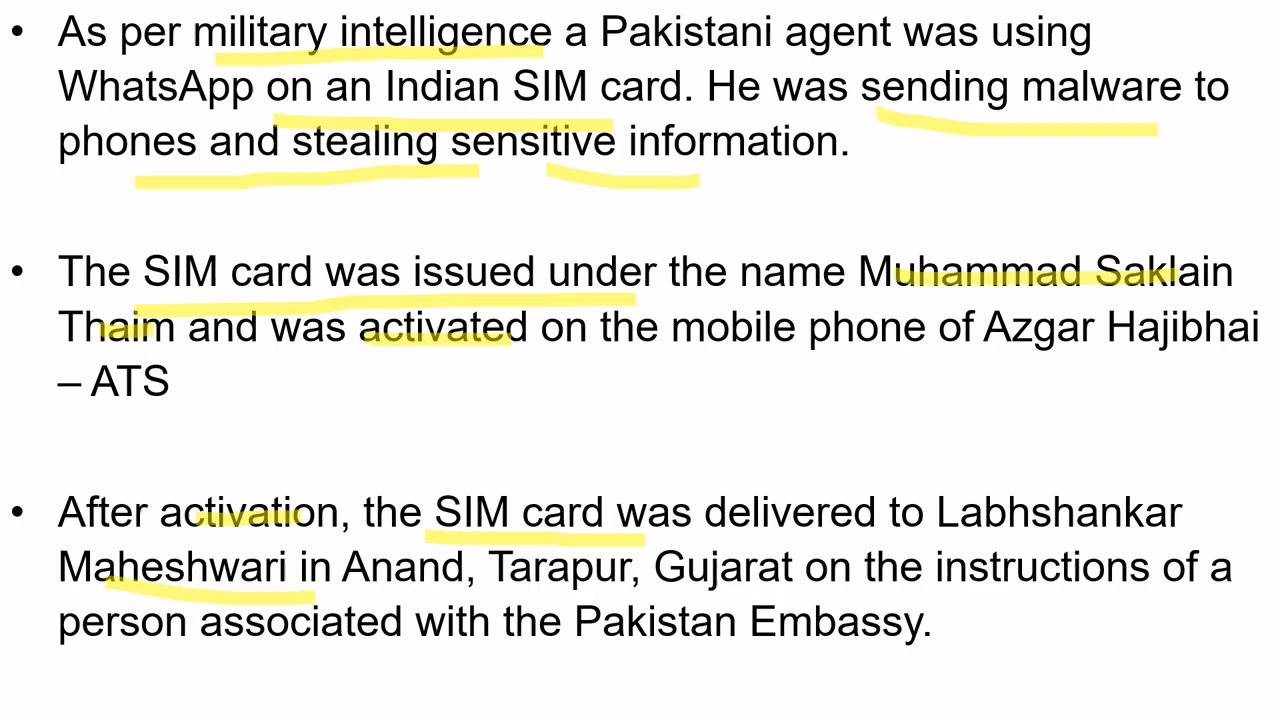 • As per military intelligence a Pakistani agent was using
WhatsApp on an Indian SIM card. He was sending malware to
phones and stealing sensitive information.
• The SIM card was issued under the name Muhammad Saklain
Thaim and was activated on the mobile phone of Azgar Hajibhai
– ATS
• After activation, the SIM card was delivered to Labhshankar
Maheshwari in Anand, Tarapur, Gujarat on the instructions of a
person associated with the Pakistan Embassy.